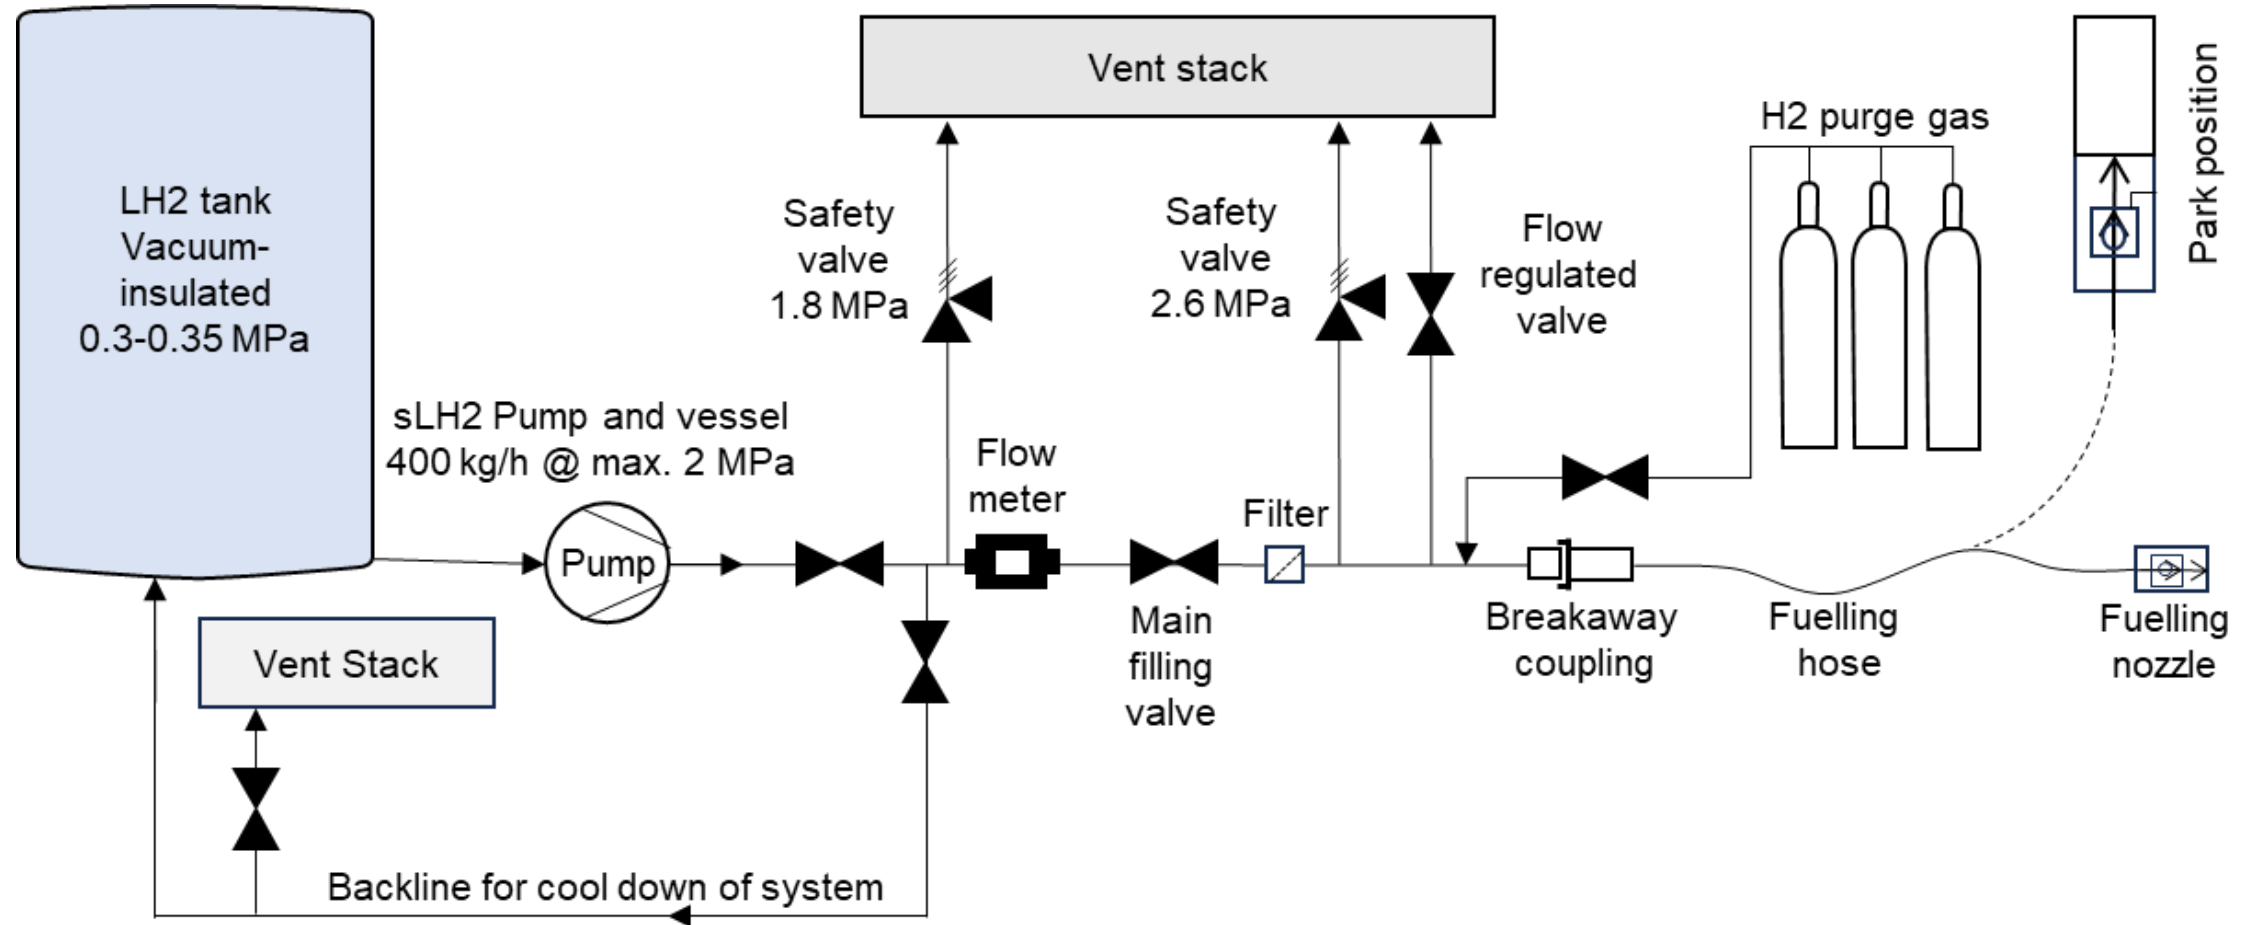 Vent stack
H2 purge gas
Park position
LH2 tank
Vacuum-
insulated
0.3-0.35 MPa
Safety
valve
1.8 MPa
Safety
valve
2.6 MPa
Flow
regulated
valve
sLH2 Pump and vessel
400 kg/h @ max. 2 MPa
Flow
meter
Filter
Pump
Main
filling
valve
Breakaway
coupling
Fuelling
hose
Fuelling
nozzle
Vent Stack
Backline for cool down of system